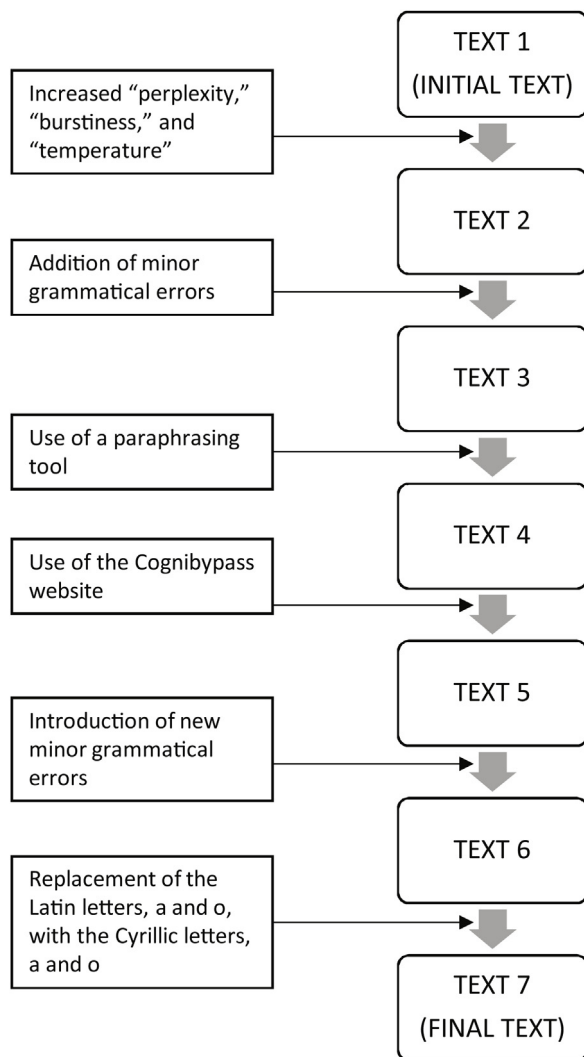 TEXT 1
(INITIAL TEXT)
Increased “perplexity,”
“burstiness,” and
“temperature”
TEXT 2
Addition of minor
grammatical errors
TEXT 3
Use of a paraphrasing
tool
TEXT 4
Use of the Cognibypass
website
TEXT 5
Introduction of new
minor grammatical
errors
TEXT 6
Replacement of the
Latin letters, a and o,
with the Cyrillic letters,
a and o
TEXT 7
(FINAL TEXT)